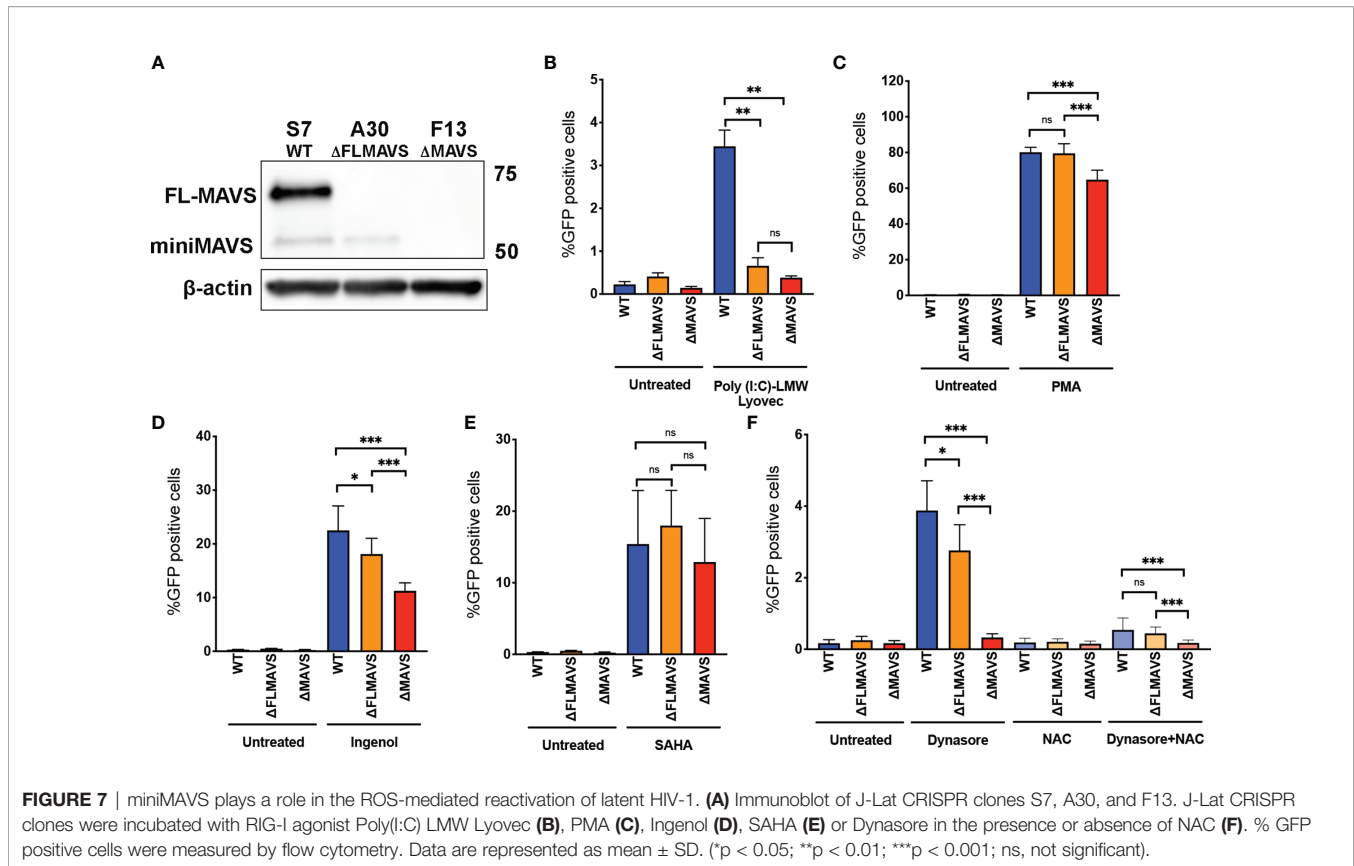 A
S7 A30 F13
WT ΔFLMAVS ΔMAVS
FL-MAVS
miniMAVS
β-actin
75
50
B
%GFP positive cells
5
4
3
2
1
0
**
**
ns
WT
ΔFLMAVS
ΔMAVS
WT
ΔFLMAVS
ΔMAVS
Untreated
Poly (I:C)-LMW
Lyovec
C
%GFP positive cells
120
100
80
60
40
20
0
***
***
ns
WT
ΔFLMAVS
ΔMAVS
WT
ΔFLMAVS
ΔMAVS
Untreated
PMA
D
%GFP positive cells
40
30
20
10
0
***
***
*
WT
ΔFLMAVS
ΔMAVS
WT
ΔFLMAVS
ΔMAVS
Untreated
Ingenol
E
%GFP positive cells
30
20
10
0
ns
ns
ns
WT
ΔFLMAVS
ΔMAVS
WT
ΔFLMAVS
ΔMAVS
Untreated
SAHA
F
%GFP positive cells
6
4
2
0
***
*
***
***
ns
***
WT
ΔFLMAVS
ΔMAVS
WT
ΔFLMAVS
ΔMAVS
WT
ΔFLMAVS
ΔMAVS
WT
ΔFLMAVS
ΔMAVS
Untreated
Dynasore
NAC
Dynasore+NAC
FIGURE 7 | miniMAVS plays a role in the ROS-mediated reactivation of latent HIV-1. (A) Immunoblot of J-Lat CRISPR clones S7, A30, and F13. J-Lat CRISPR
clones were incubated with RIG-I agonist Poly(I:C) LMW Lyovec (B), PMA (C), Ingenol (D), SAHA (E) or Dynasore in the presence or absence of NAC (F). % GFP
positive cells were measured by flow cytometry. Data are represented as mean ± SD. (*p < 0.05; **p < 0.01; ***p < 0.001; ns, not significant).